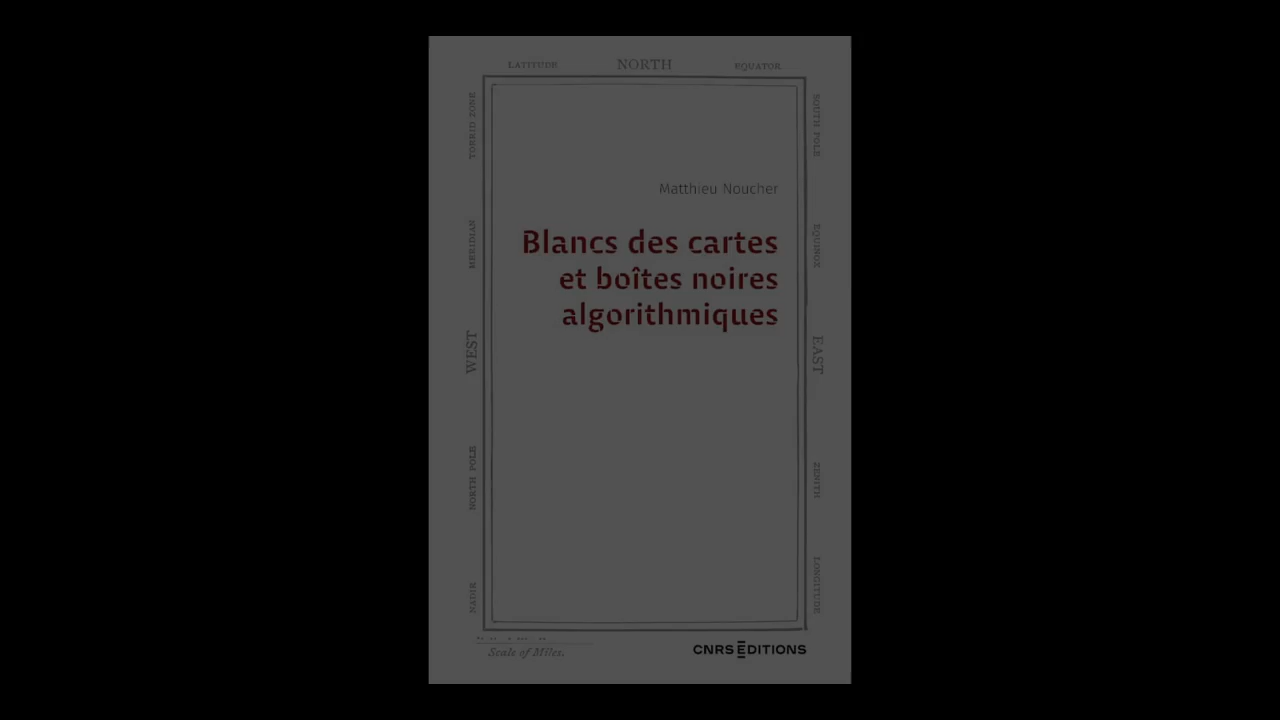 LATITUDE NORTH EQUATOR
TORRID ZONE
MERIDIAN
WEST
NORTH POLE
NADIR
SOUTH POLE
EQUINOX
EAST
ZENITH
LONGITUDE
Matthieu Noucher
Blancs des cartes
et boîtes noires
algorithmiques
Scale of Miles.
CNRS EDITIONS